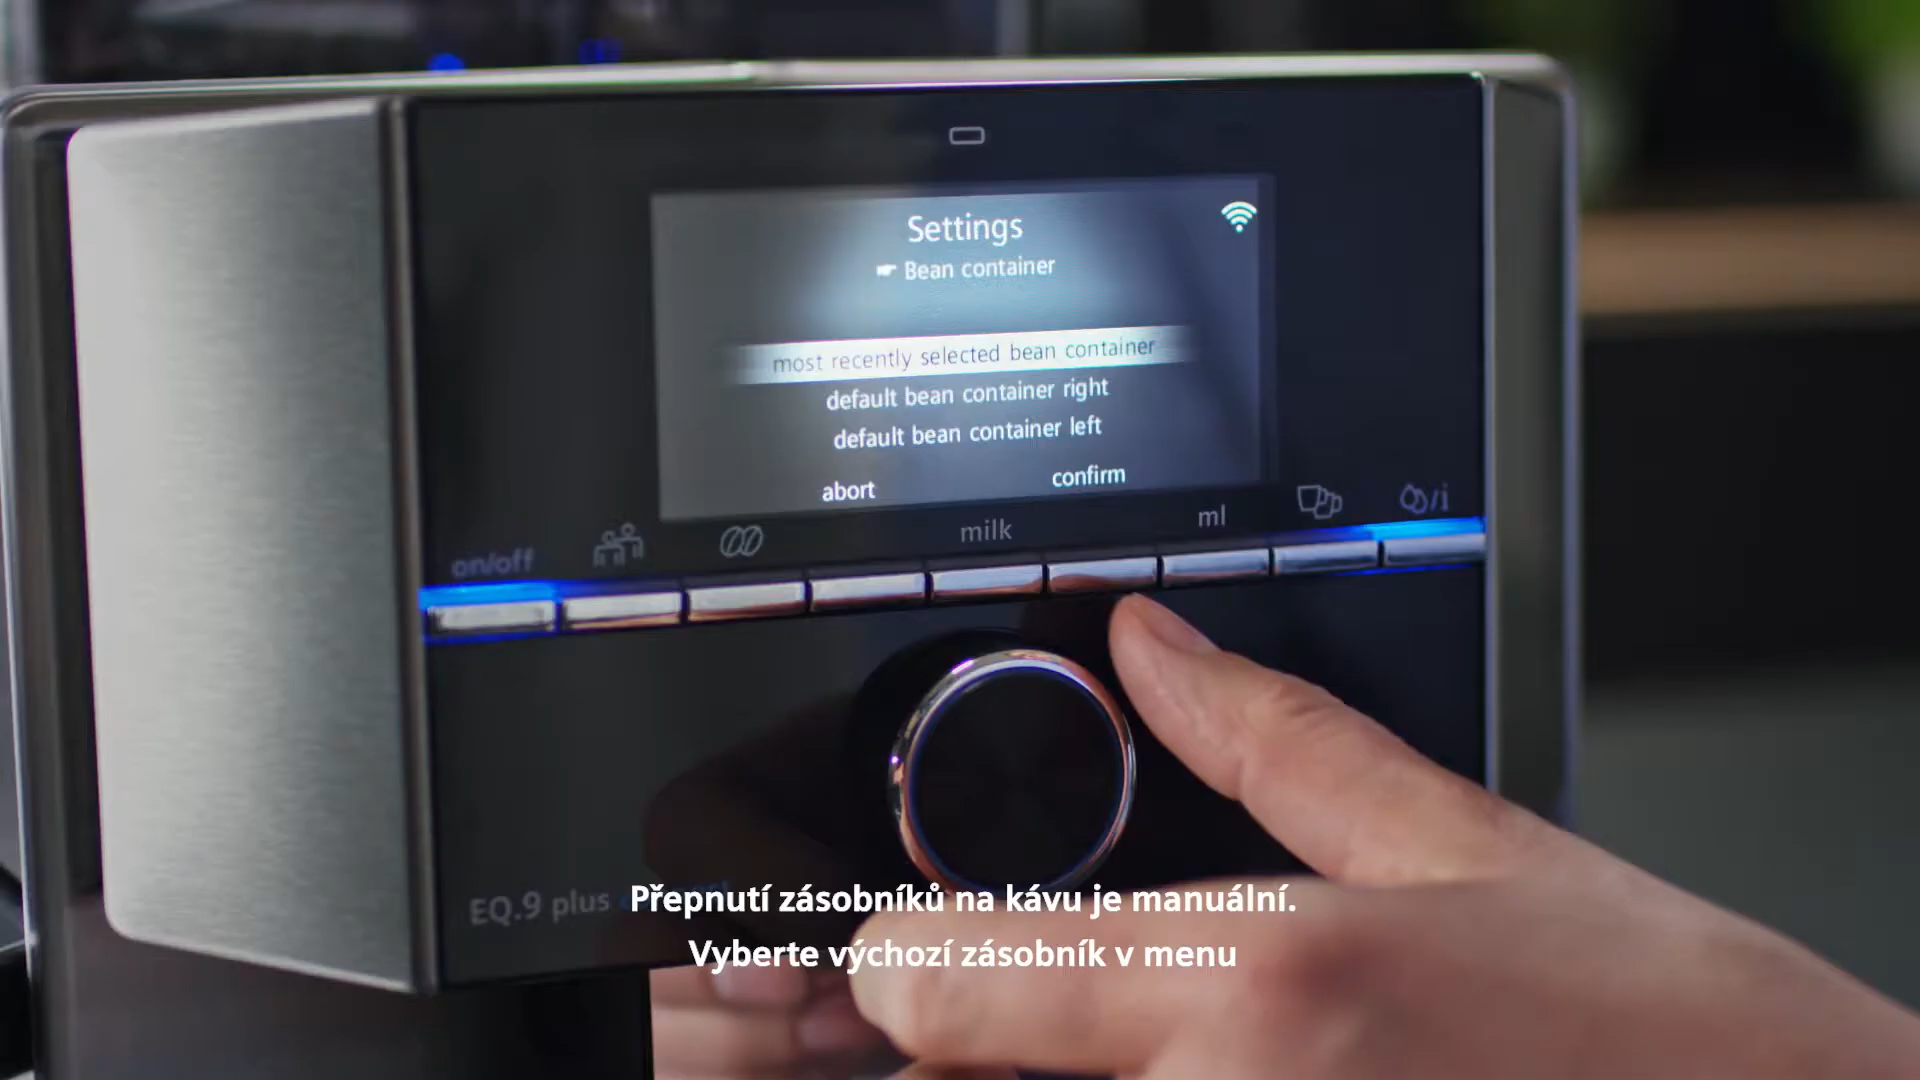 Settings
Bean container
most recently selected bean container
default bean container right
default bean container left
abort confirm
on/off milk ml i
EQ.9 plus
Přepnutí zásobníků na kávu je manuální.
Vyberte výchozí zásobník v menu